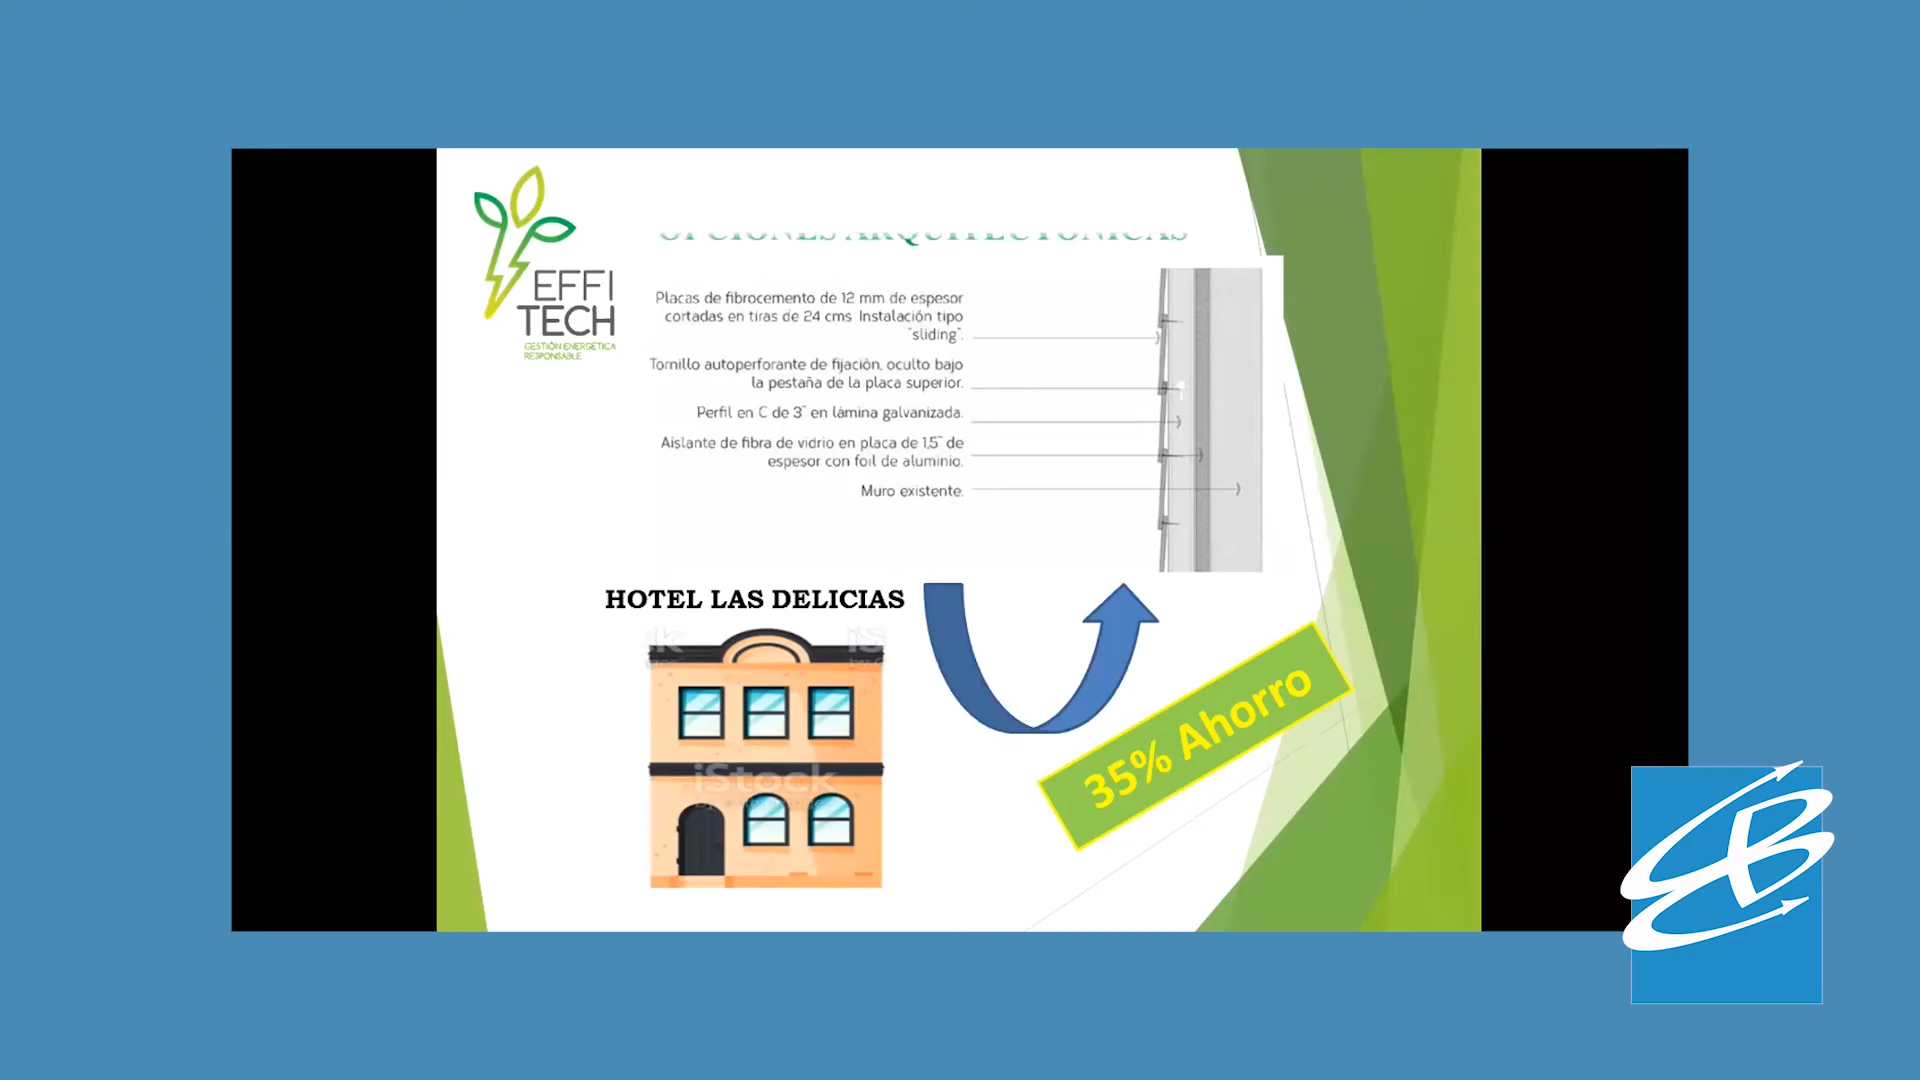 OPCIONES ARQUITECTONICAS
EFFI
TECH
GESTIÓN ENERGÉTICA
RESPONSABLE
Placas de fibrocemento de 12 mm de espesor
cortadas en tiras de 24 cms. Instalación tipo
"sliding".
Tornillo autoperforante de fijación, oculto bajo
la pestaña de la placa superior.
Perfil en C de 3" en lámina galvanizada.
Aislante de fibra de vidrio en placa de 1,5" de
espesor con foil de aluminio.
Muro existente.
HOTEL LAS DELICIAS
iStock
35% Ahorro